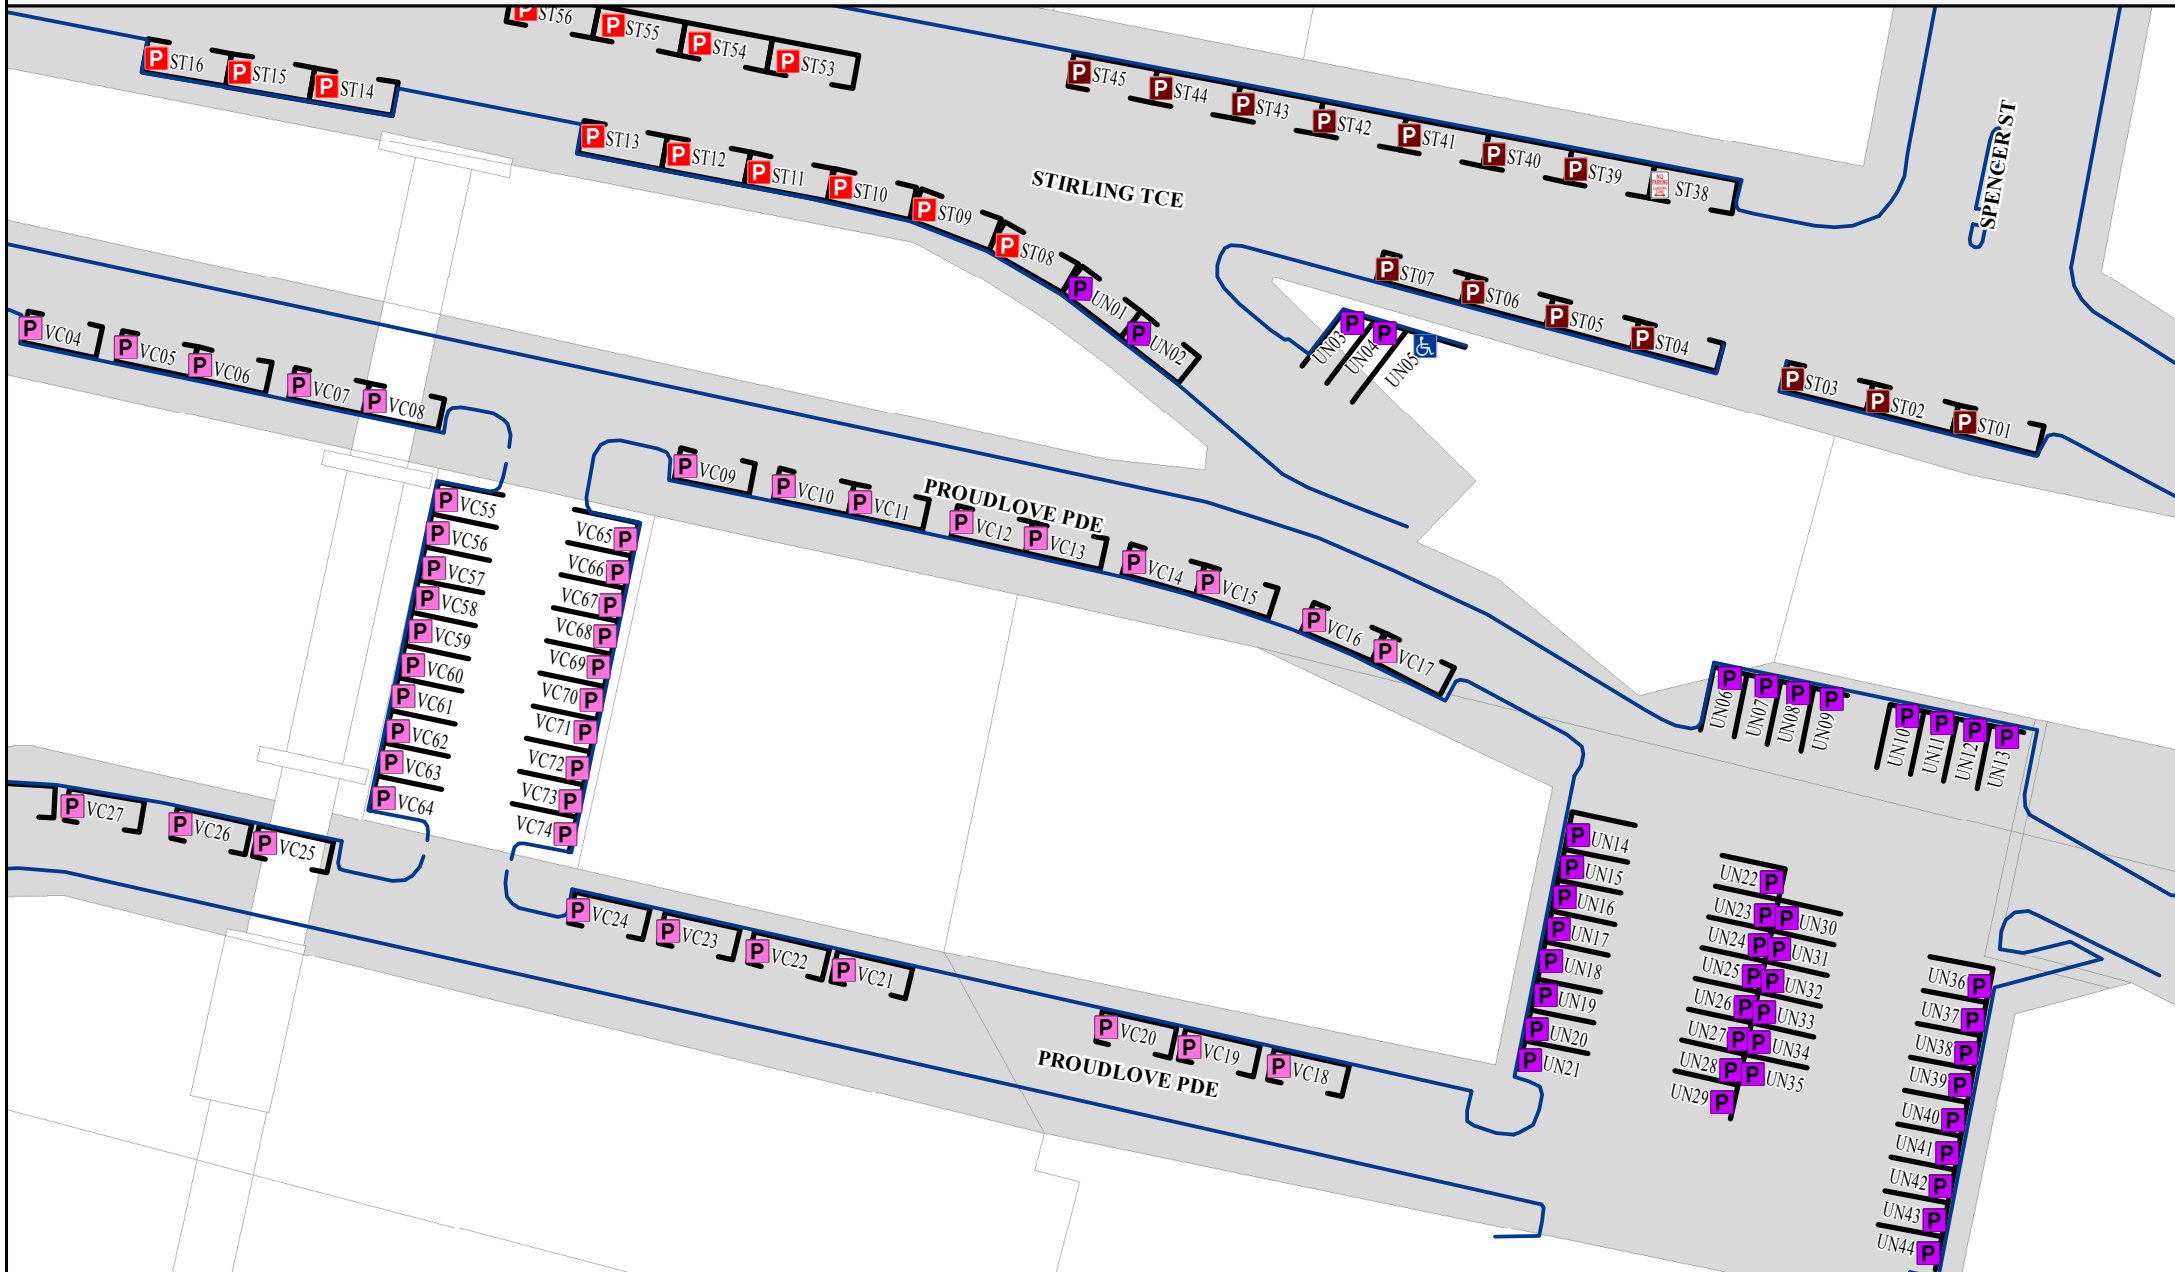 P ST56
P ST55
P ST54
P ST53
P ST16
P ST15
P ST14
P ST45
P ST44
P ST43
P ST42
P ST41
P ST40
P ST39
ST38
SPENCER ST
P ST13
P ST12
P ST11
P ST10
P ST09
P ST08
STIRLING TCE
P UN01
P UN02
P ST07
P ST06
P ST05
P ST04
P UN03
P UN04
UN05
P ST03
P ST02
P ST01
P VC04
P VC05
P VC06
P VC07
P VC08
P VC09
P VC10
P VC11
PROUDLOVE PDE
P VC12
P VC13
P VC14
P VC15
P VC16
P VC17
P VC55
P VC56
P VC57
P VC58
P VC59
P VC60
P VC61
P VC62
P VC63
P VC64
VC65 P
VC66 P
VC67 P
VC68 P
VC69 P
VC70 P
VC71 P
VC72 P
VC73 P
VC74 P
P UN06
P UN07
P UN08
P UN09
P UN10
P UN11
P UN12
P UN13
P VC27
P VC26
P VC25
P VC24
P VC23
P VC22
P VC21
P VC20
P VC19
P VC18
PROUDLOVE PDE
P UN14
P UN15
P UN16
P UN17
P UN18
P UN19
P UN20
P UN21
UN22 P
UN23 P
UN24 P
UN25 P
UN26 P
UN27 P
UN28 P
UN29 P
P UN30
P UN31
P UN32
P UN33
P UN34
P UN35
UN36 P
UN37 P
UN38 P
UN39 P
UN40 P
UN41 P
UN42 P
UN43 P
UN44 P